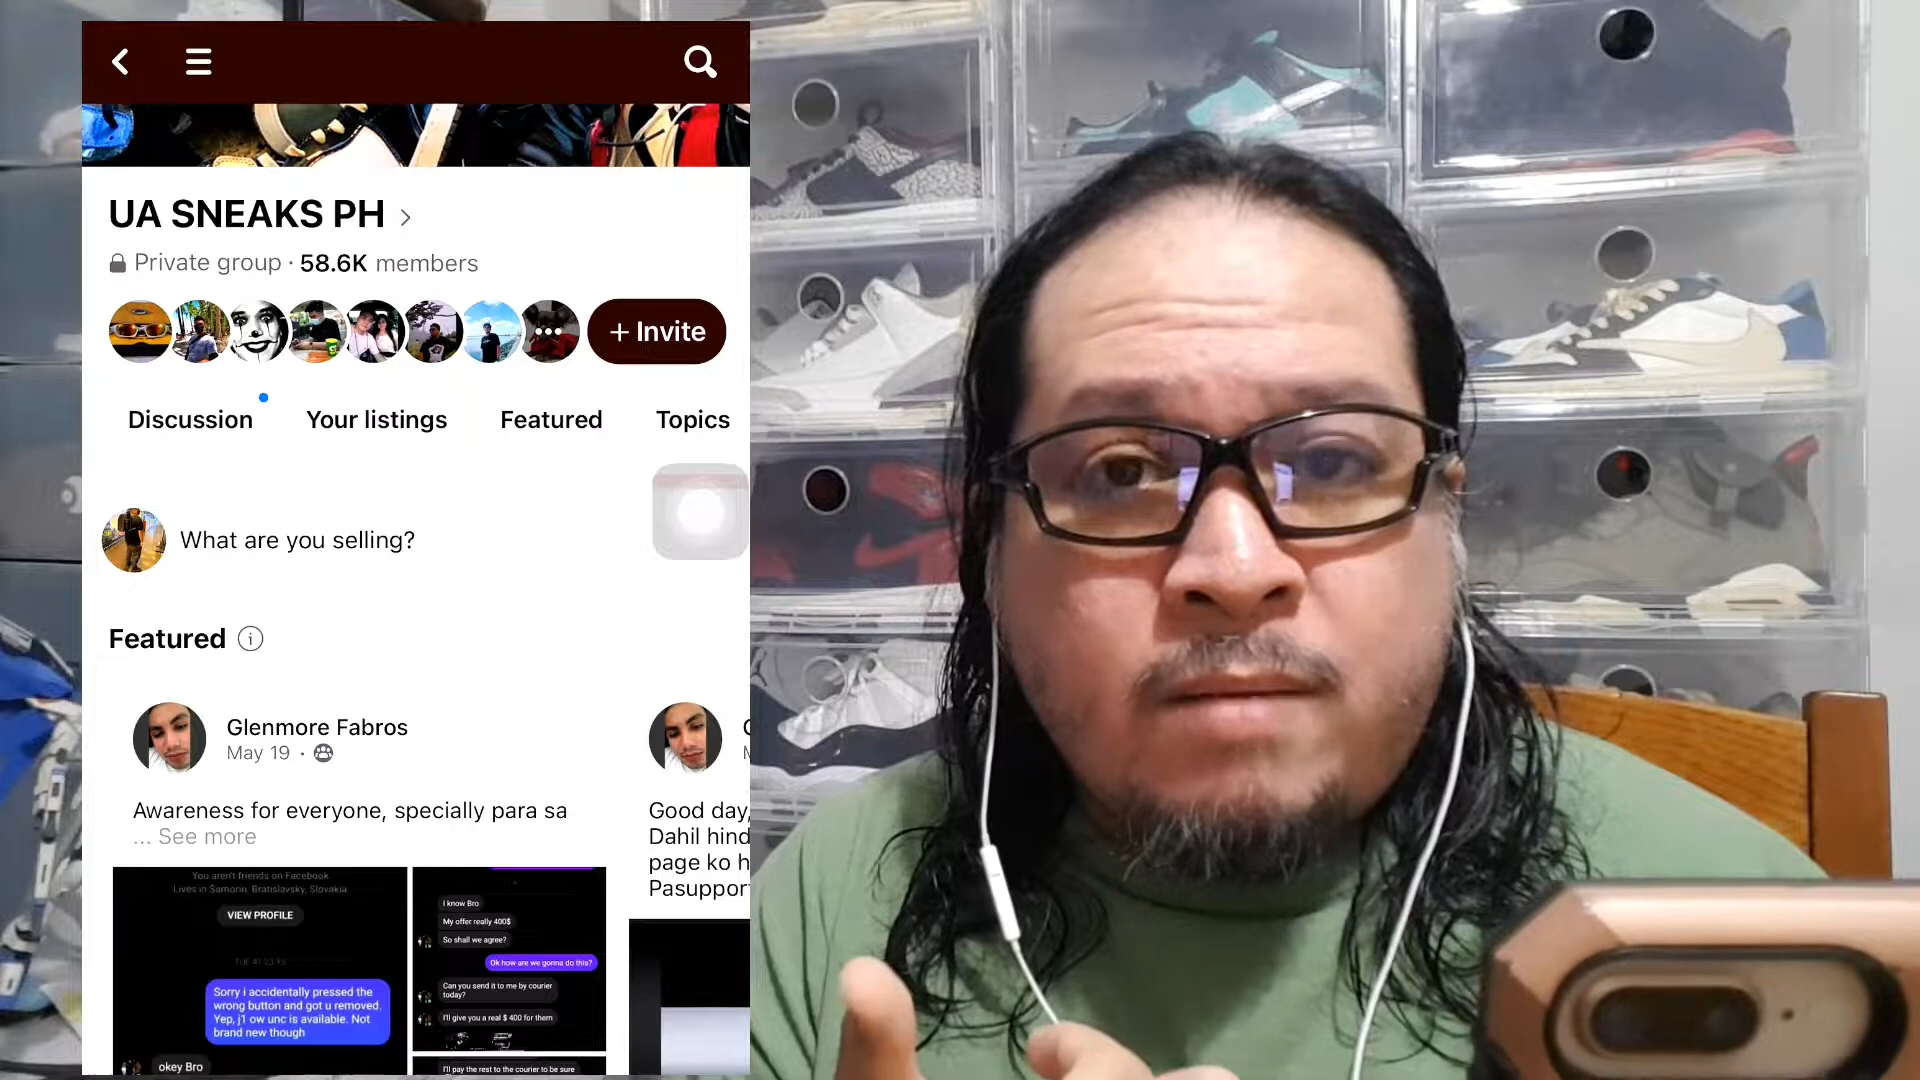 UA SNEAKS PH
Private group · 58.6K members
+ Invite
Discussion
Your listings
Featured
Topics
What are you selling?
Featured
Glenmore Fabros
May 19
Awareness for everyone, specially para sa
... See more
Good day,
Dahil hind
page ko h
Pasuppor
You aren't friends on Facebook
Lives in Šamorín, Bratislavský, Slovakia
VIEW PROFILE
Sorry i accidentally pressed the
wrong button and got u removed.
Yep, j1 ow unc is available. Not
brand new though
okey Bro
I know Bro
My offer really 400$
So shall we agree?
Ok how are we gonna do this?
Can you send it to me by courier
today?
I'll give you a real $ 400 for them
I'll pay the rest to the courier to be sure